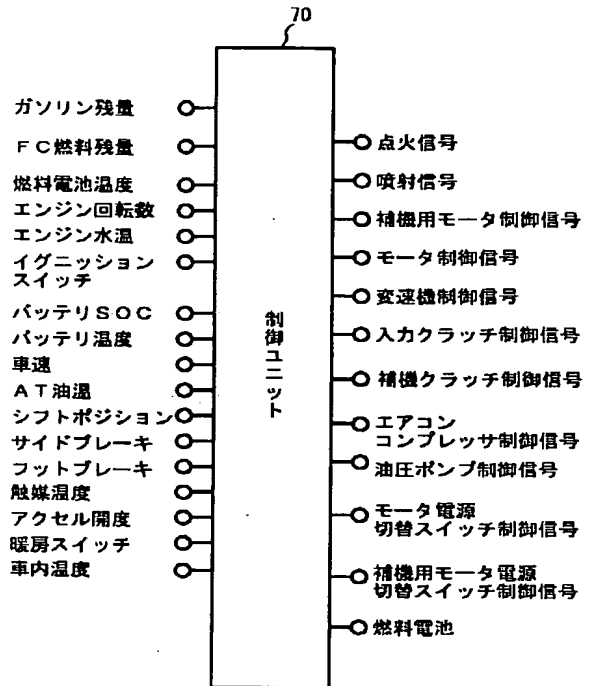 70
ガソリン残量
FC燃料残量
燃料電池温度
エンジン回転数
エンジン水温
イグニッション
スイッチ
バッテリSOC
バッテリ温度
車速
AT油温
シフトポジション
サイドブレーキ
フットブレーキ
触媒温度
アクセル開度
暖房スイッチ
車内温度
制御ユニット
点火信号
噴射信号
補機用モータ制御信号
モータ制御信号
変速機制御信号
入力クラッチ制御信号
補機クラッチ制御信号
エアコン
コンプレッサ制御信号
油圧ポンプ制御信号
モータ電源
切替スイッチ制御信号
補機用モータ電源
切替スイッチ制御信号
燃料電池